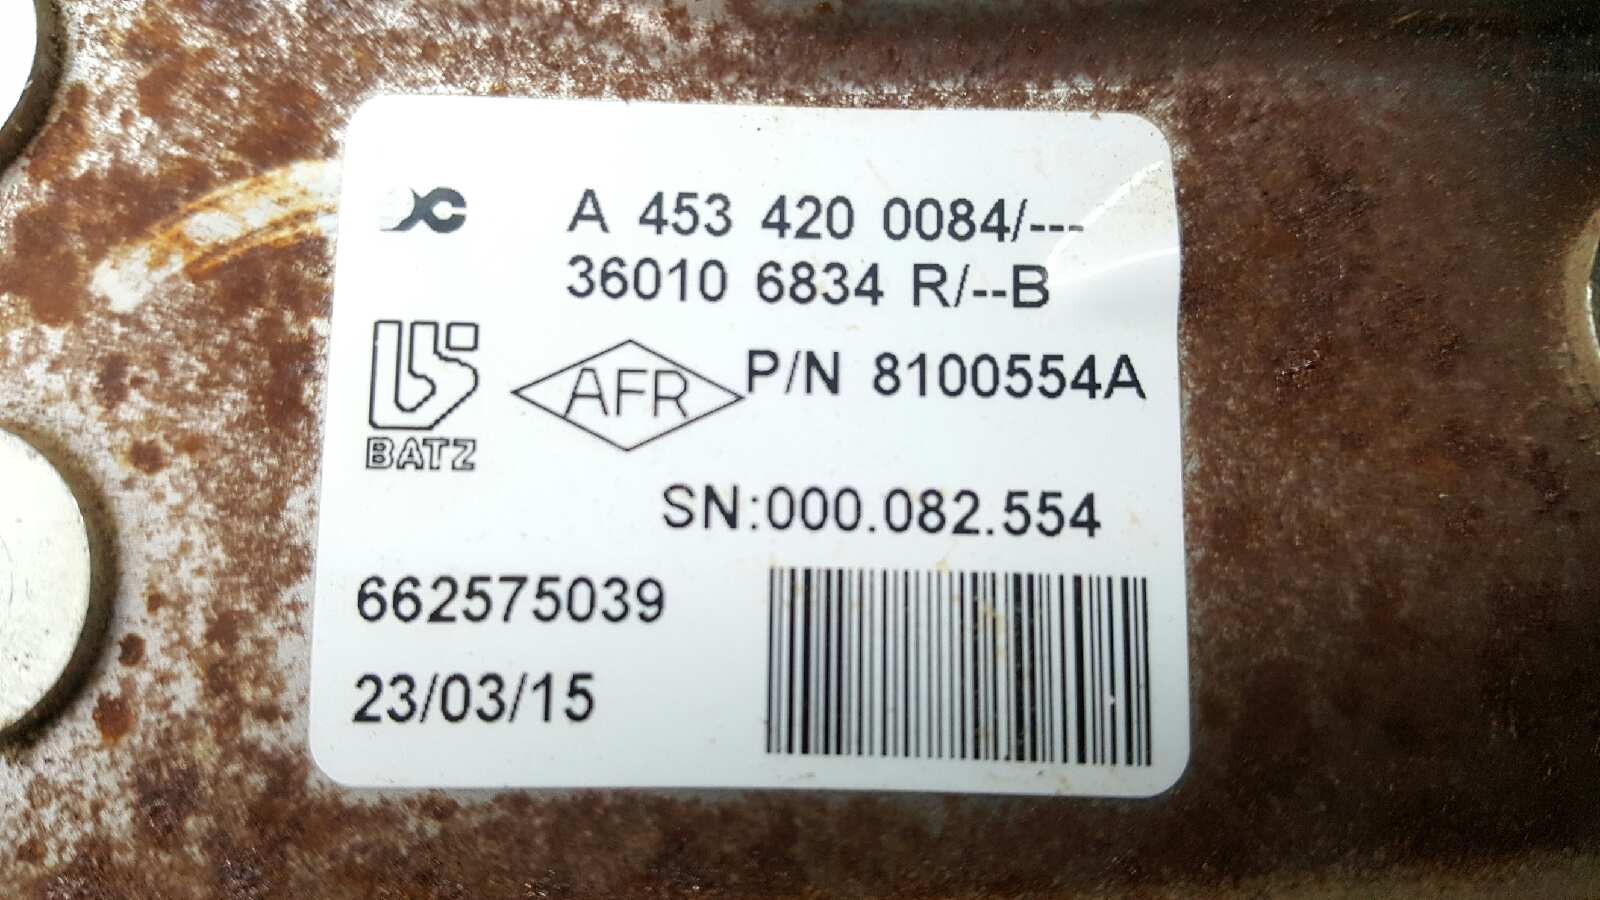 A 453 420 0084/---
36010 6834 R/--B
BATZ
AFR
P/N 8100554A
SN:000.082.554
662575039
23/03/15